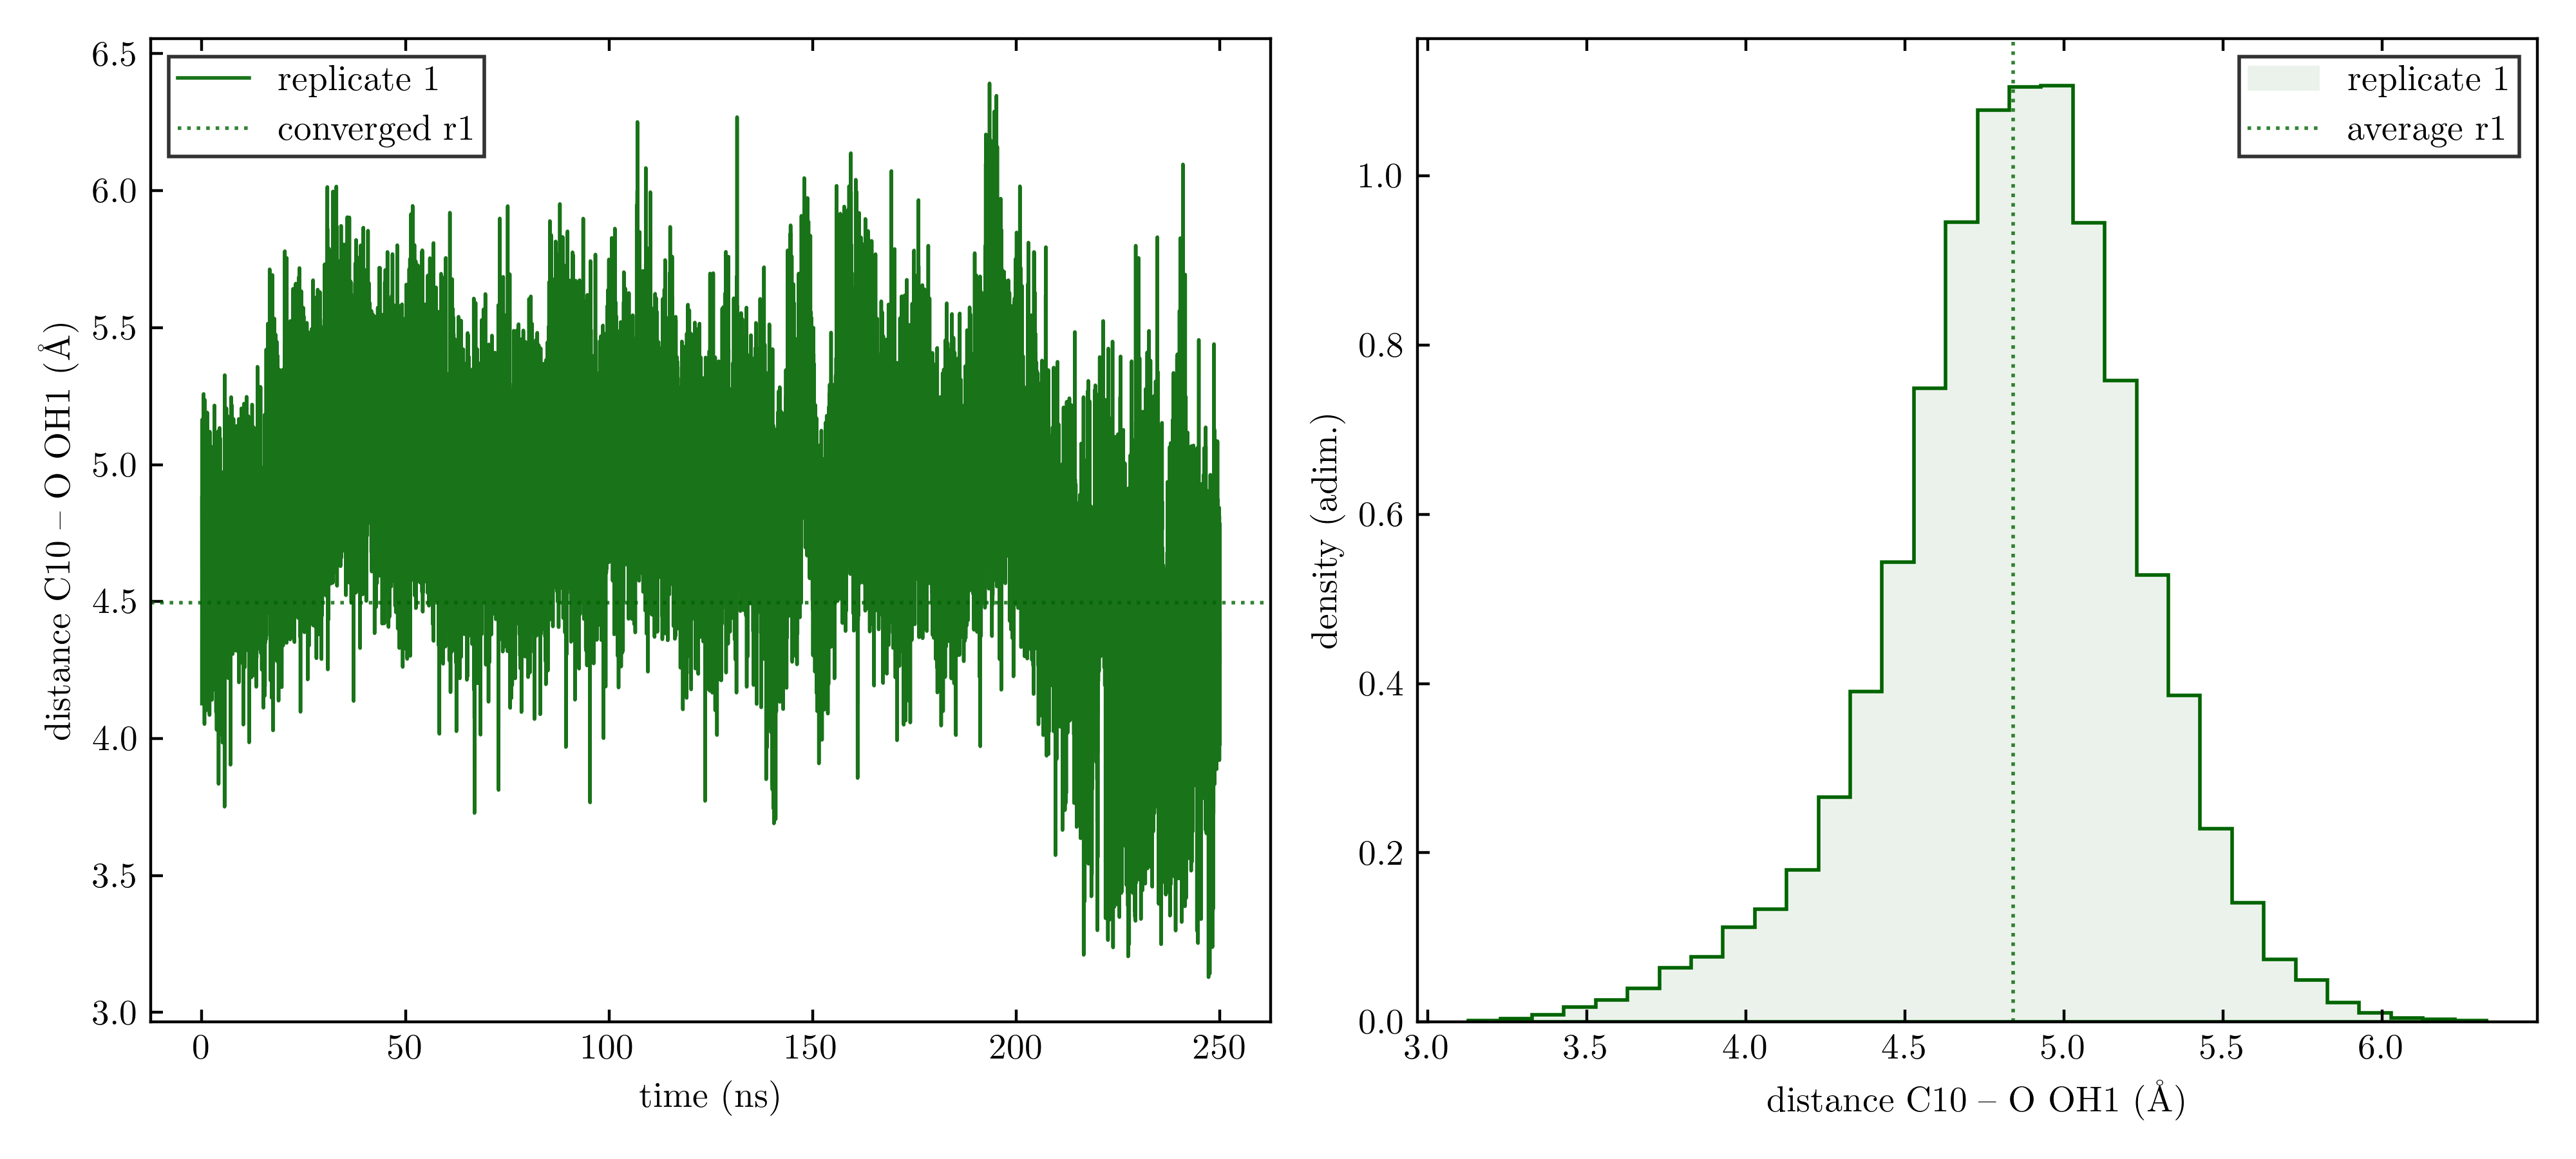 6.5
6.0
5.5
5.0
4.5
4.0
3.5
3.0
distance C10 – O OH1 (Å)
replicate 1
converged r1
0 50 100 150 200 250
time (ns)
1.0
0.8
0.6
0.4
0.2
0.0
density (adim.)
replicate 1
average r1
3.0 3.5 4.0 4.5 5.0 5.5 6.0
distance C10 – O OH1 (Å)